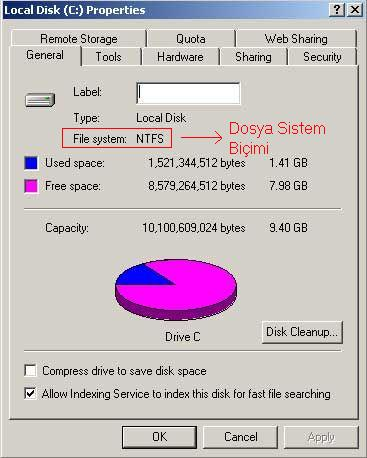 Local Disk (C:) Properties
Remote Storage Quota Web Sharing
General Tools Hardware Sharing Security
Label:
Type: Local Disk
File system: NTFS Dosya Sistem Biçimi
Used space: 1,521,344,512 bytes 1.41 GB
Free space: 8,579,264,512 bytes 7.98 GB
Capacity: 10,100,609,024 bytes 9.40 GB
Drive C
Disk Cleanup...
Compress drive to save disk space
Allow Indexing Service to index this disk for fast file searching
OK Cancel Apply